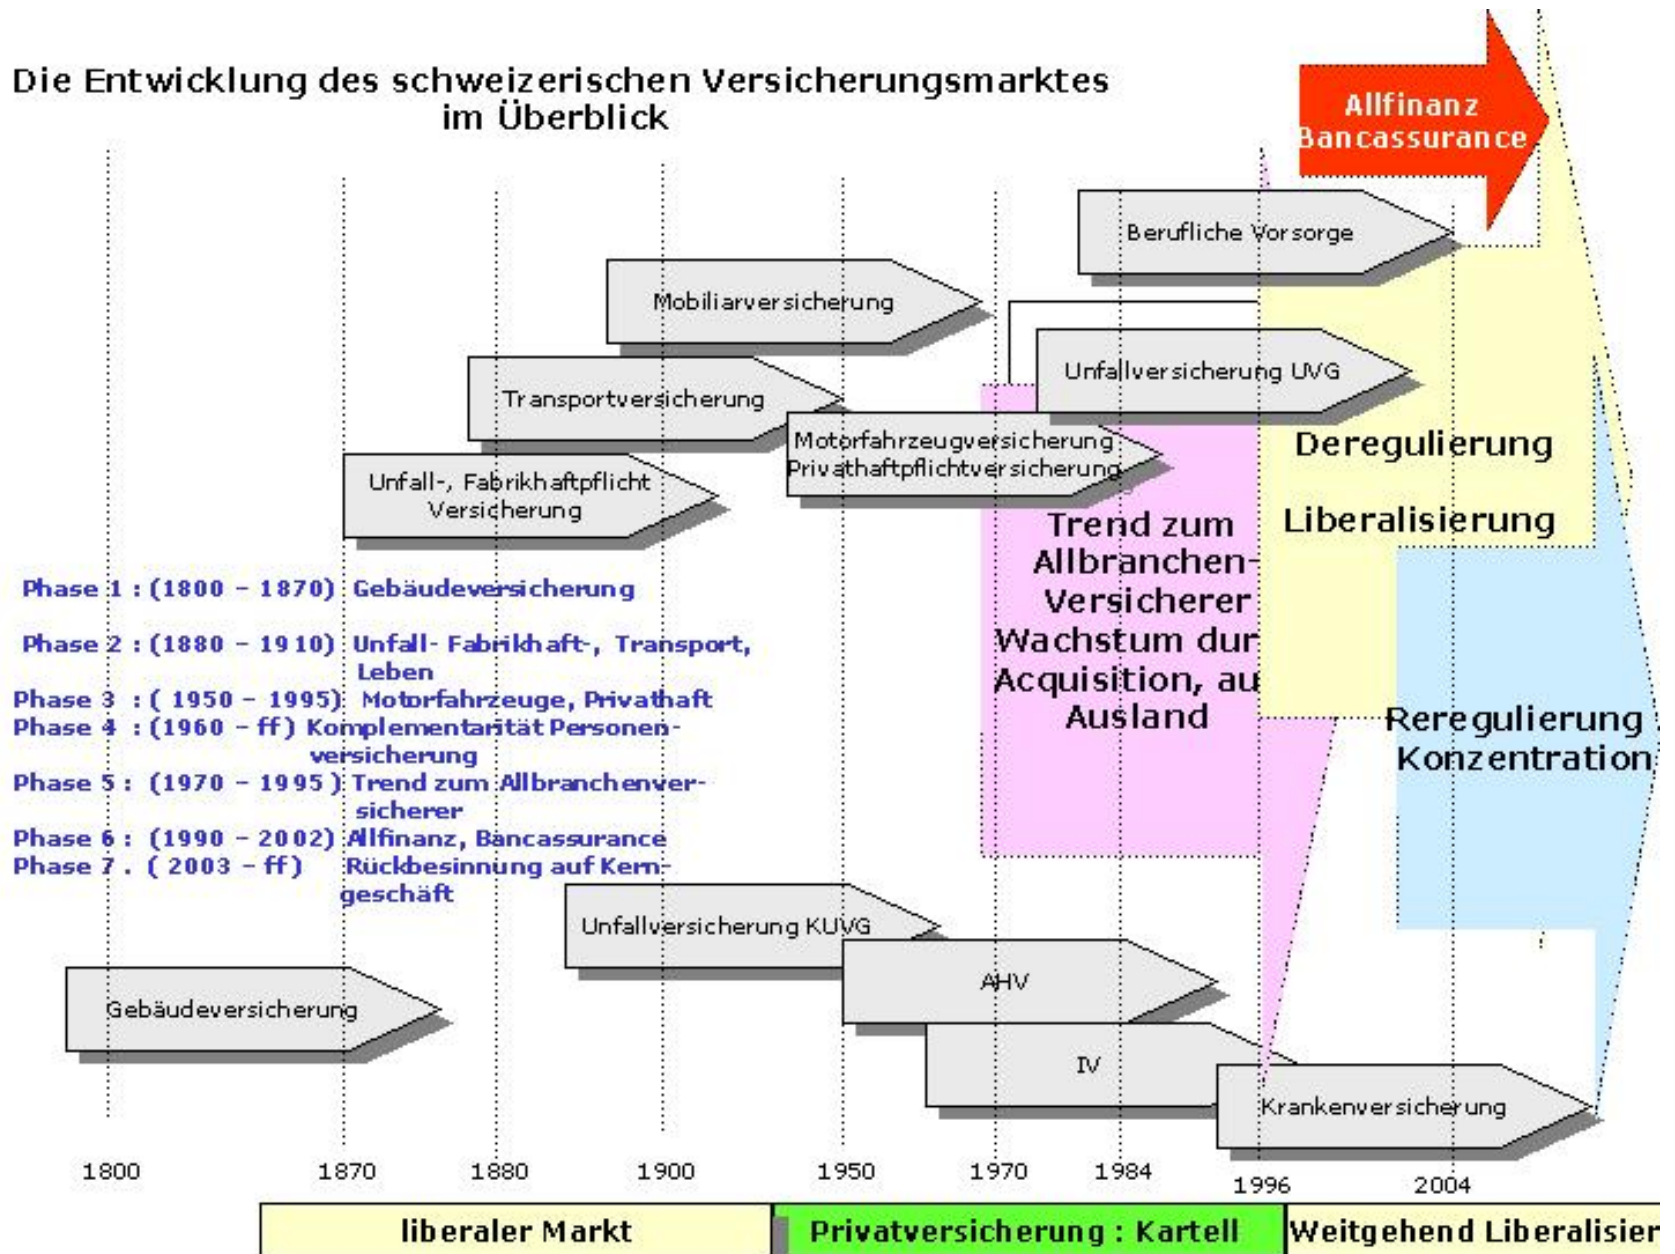 Die Entwicklung des schweizerischen Versicherungsmarktes
im Überblick
Allfinanz
Bancassurance
Berufliche Vorsorge
Mobiliarversicherung
Unfallversicherung UVG
Transportversicherung
Motorfahrzeugversicherung
Privathaftpflichtversicherung
Unfall-, Fabrikhaftpflicht
Versicherung
Deregulierung
Liberalisierung
Trend zum
Allbranchen-
Versicherer
Wachstum dur
Acquisition, au
Ausland
Reregulierung
Konzentration
Phase 1 : (1800 - 1870) Gebäudeversicherung
Phase 2 : (1880 - 1910) Unfall- Fabrikhaft-, Transport,
Leben
Phase 3 : ( 1950 - 1995) Motorfahrzeuge, Privathaft
Phase 4 : (1960 - ff) Komplementarität Personen-
versicherung
Phase 5 : (1970 - 1995 ) Trend zum Allbranchenver-
sicherer
Phase 6 : (1990 - 2002) Allfinanz, Bancassurance
Phase 7 . ( 2003 - ff) Rückbesinnung auf Kern-
geschäft
Unfallversicherung KUVG
AHV
Gebäudeversicherung
IV
Krankenversicherung
1800 1870 1880 1900 1950 1970 1984 1996 2004
liberaler Markt
Privatversicherung : Kartell
Weitgehend Liberalisier